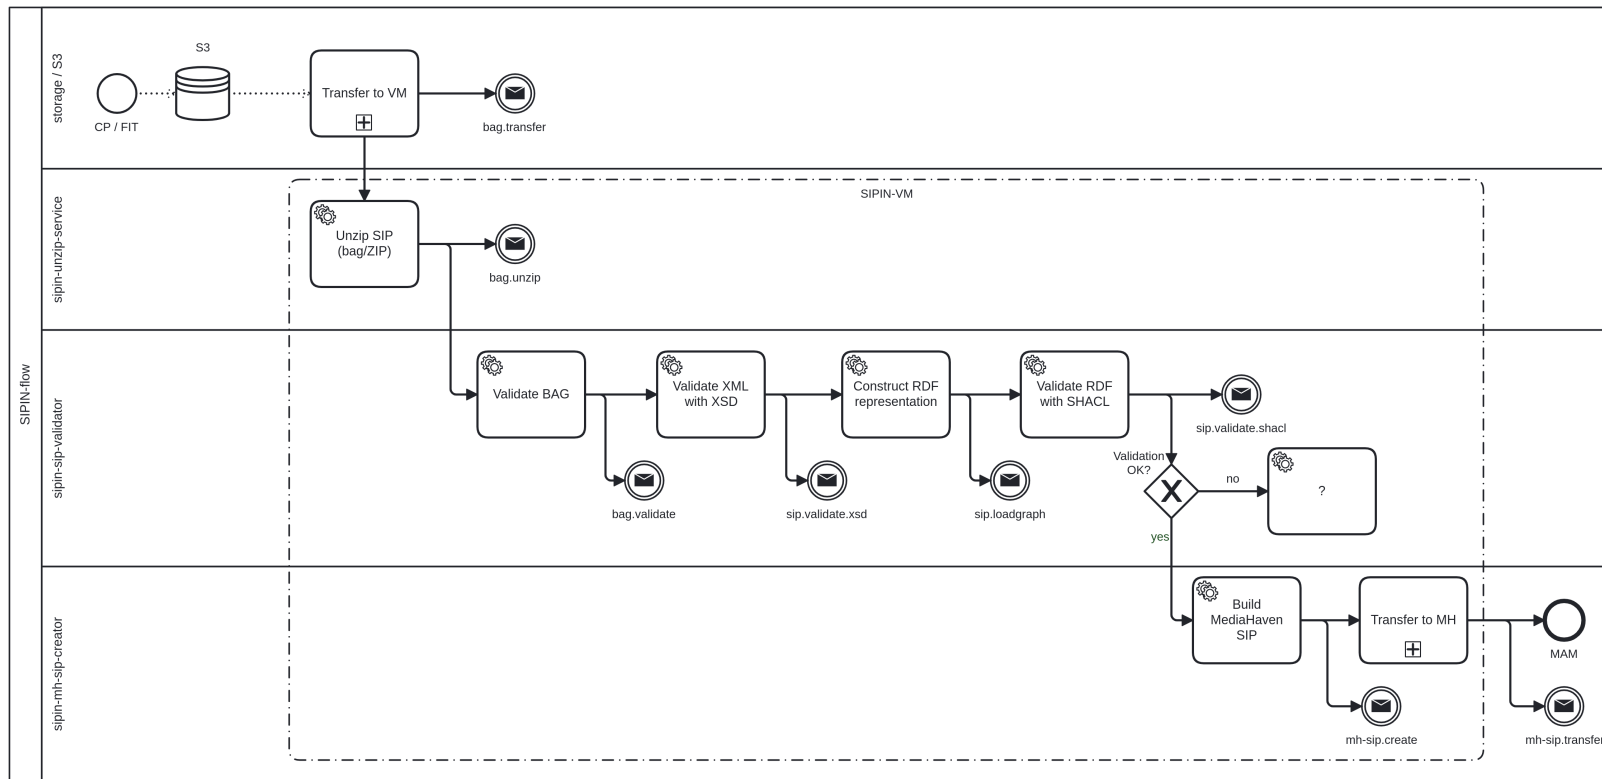 SIPIN-flow
storage / S3
S3
CP / FIT
Transfer to VM
bag.transfer
sipin-unzip-service
SIPIN-VM
Unzip SIP
(bag/ZIP)
bag.unzip
sipin-sip-validator
Validate BAG
Validate XML
with XSD
Construct RDF
representation
Validate RDF
with SHACL
sip.validate.shacl
bag.validate
sip.validate.xsd
sip.loadgraph
Validation
OK?
no
?
yes
sipin-mh-sip-creator
Build
MediaHaven
SIP
Transfer to MH
MAM
mh-sip.create
mh-sip.transfer